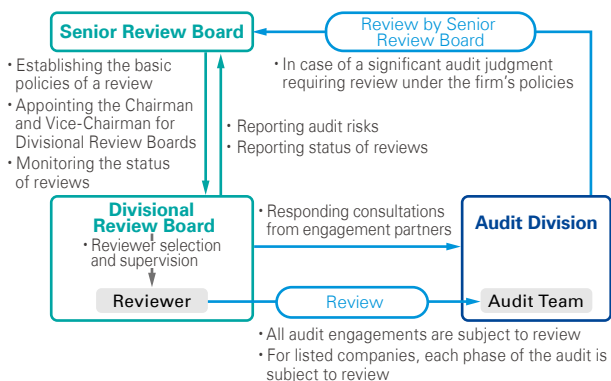 Senior Review Board
Review by Senior
Review Board
・Establishing the basic
policies of a review
・Appointing the Chairman
and Vice-Chairman for
Divisional Review Boards
・Monitoring the status
of reviews
・In case of a significant audit judgment
requiring review under the firm's policies
・Reporting audit risks
・Reporting status of reviews
Divisional
Review Board
・Reviewer selection
and supervision
Reviewer
・Responding consultations
from engagement partners
Audit Division
Review
Audit Team
・All audit engagements are subject to review
・For listed companies, each phase of the audit is
subject to review